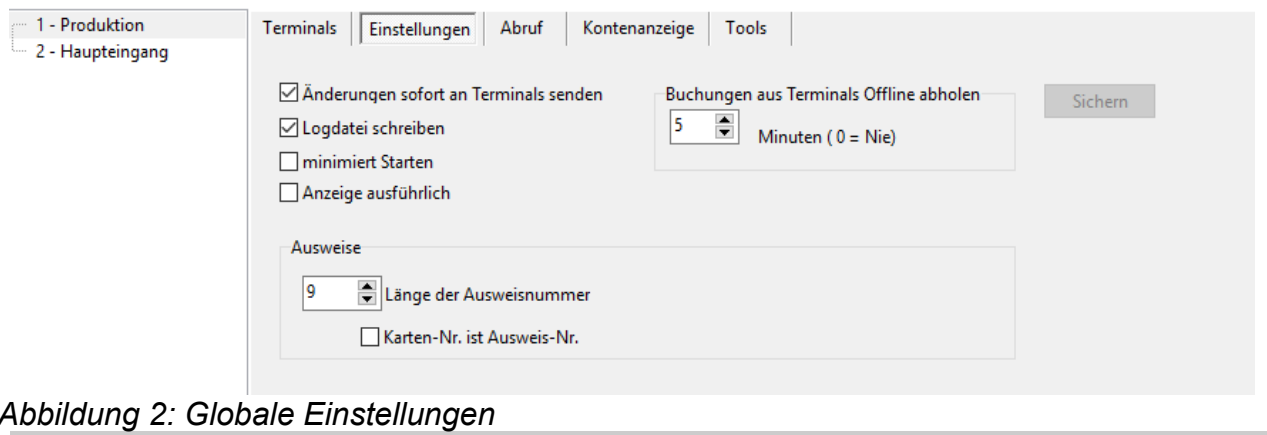 1 - Produktion
2 - Haupteingang
Terminals
Einstellungen
Abruf
Kontenanzeige
Tools
Änderungen sofort an Terminals senden
Logdatei schreiben
minimiert Starten
Anzeige ausführlich
Buchungen aus Terminals Offline abholen
5 Minuten ( 0 = Nie)
Sichern
Ausweise
9 Länge der Ausweisnummer
Karten-Nr. ist Ausweis-Nr.
Abbildung 2: Globale Einstellungen